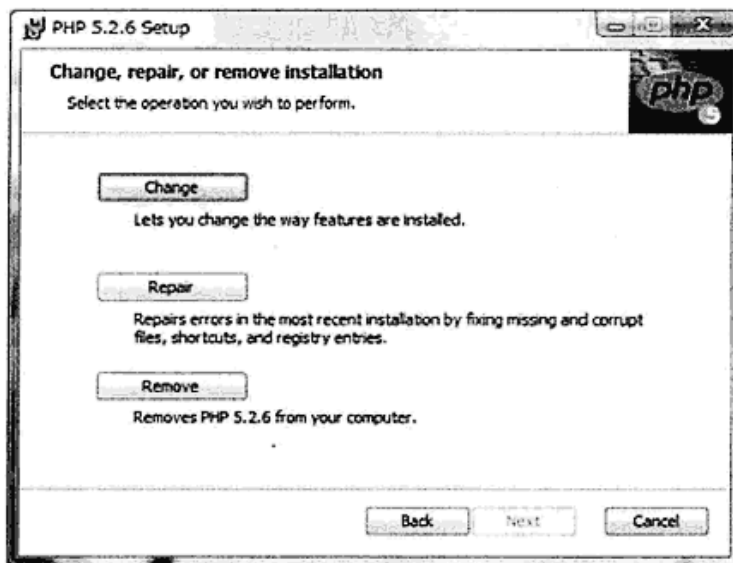 PHP 5.2.6 Setup
Change, repair, or remove installation
Select the operation you wish to perform.
php
5
Change
Lets you change the way features are installed.
Repair
Repairs errors in the most recent installation by fixing missing and corrupt
files, shortcuts, and registry entries.
Remove
Removes PHP 5.2.6 from your computer.
Back
Next
Cancel